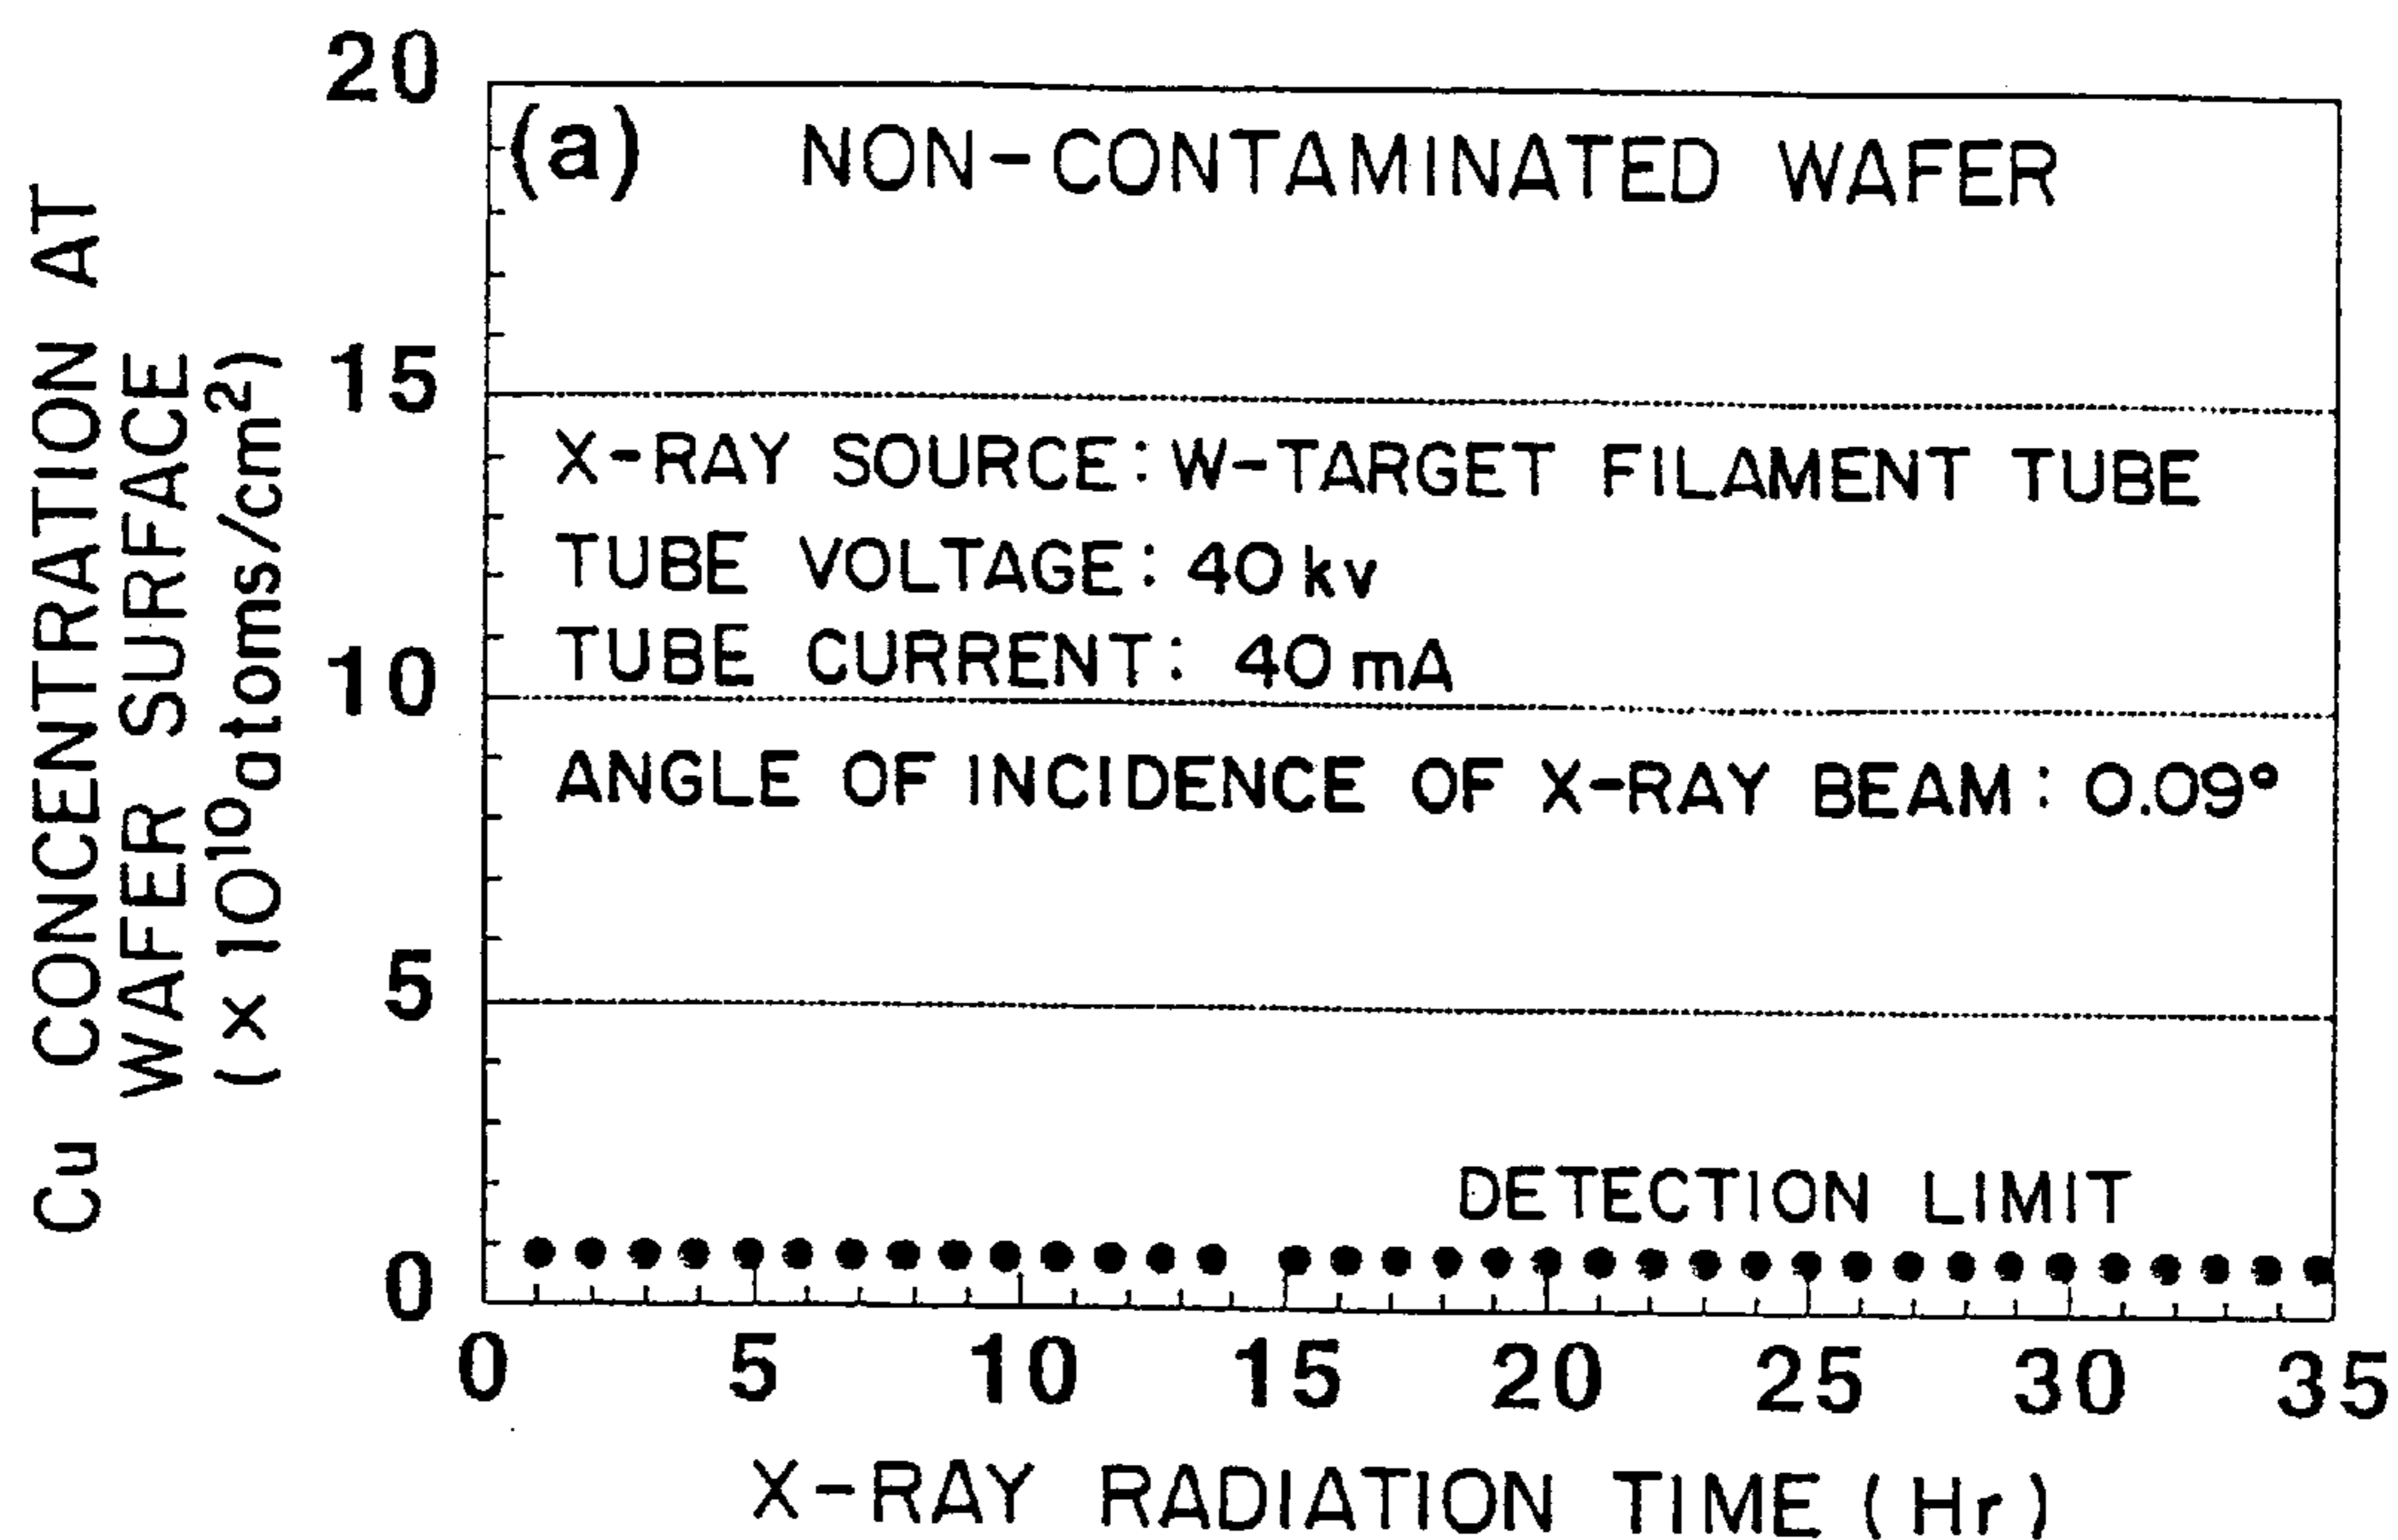 Cu CONCENTRATION AT
WAFER SURFACE
(× 10¹⁰ atoms/cm²)
20
15
10
5
0
(a) NON-CONTAMINATED WAFER
X-RAY SOURCE: W-TARGET FILAMENT TUBE
TUBE VOLTAGE: 40 kv
TUBE CURRENT: 40 mA
ANGLE OF INCIDENCE OF X-RAY BEAM: 0.09°
DETECTION LIMIT
0 5 10 15 20 25 30 35
X-RAY RADIATION TIME (Hr)